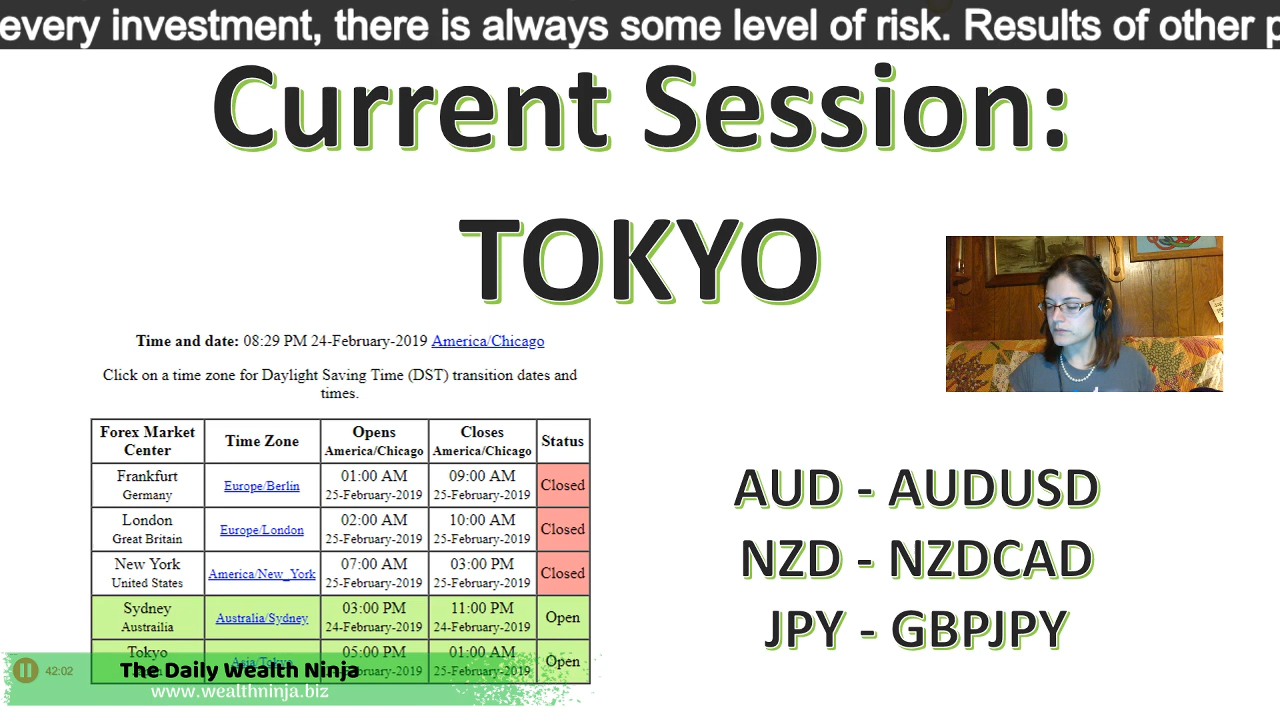 every investment, there is always some level of risk. Results of other p
Current Session:
TOKYO
Time and date: 08:29 PM 24-February-2019 America/Chicago
Click on a time zone for Daylight Saving Time (DST) transition dates and
times.
Forex Market Center Time Zone Opens America/Chicago Closes America/Chicago Status
Frankfurt Germany Europe/Berlin 01:00 AM 25-February-2019 09:00 AM 25-February-2019 Closed
London Great Britain Europe/London 02:00 AM 25-February-2019 10:00 AM 25-February-2019 Closed
New York United States America/New_York 07:00 AM 25-February-2019 03:00 PM 25-February-2019 Closed
Sydney Austrailia Australia/Sydney 03:00 PM 24-February-2019 11:00 PM 24-February-2019 Open
Tokyo Asia/Tokyo 05:00 PM 24-February-2019 01:00 AM 25-February-2019 Open
AUD - AUDUSD
NZD - NZDCAD
JPY - GBPJPY
42:02
The Daily Wealth Ninja
www.wealthninja.biz